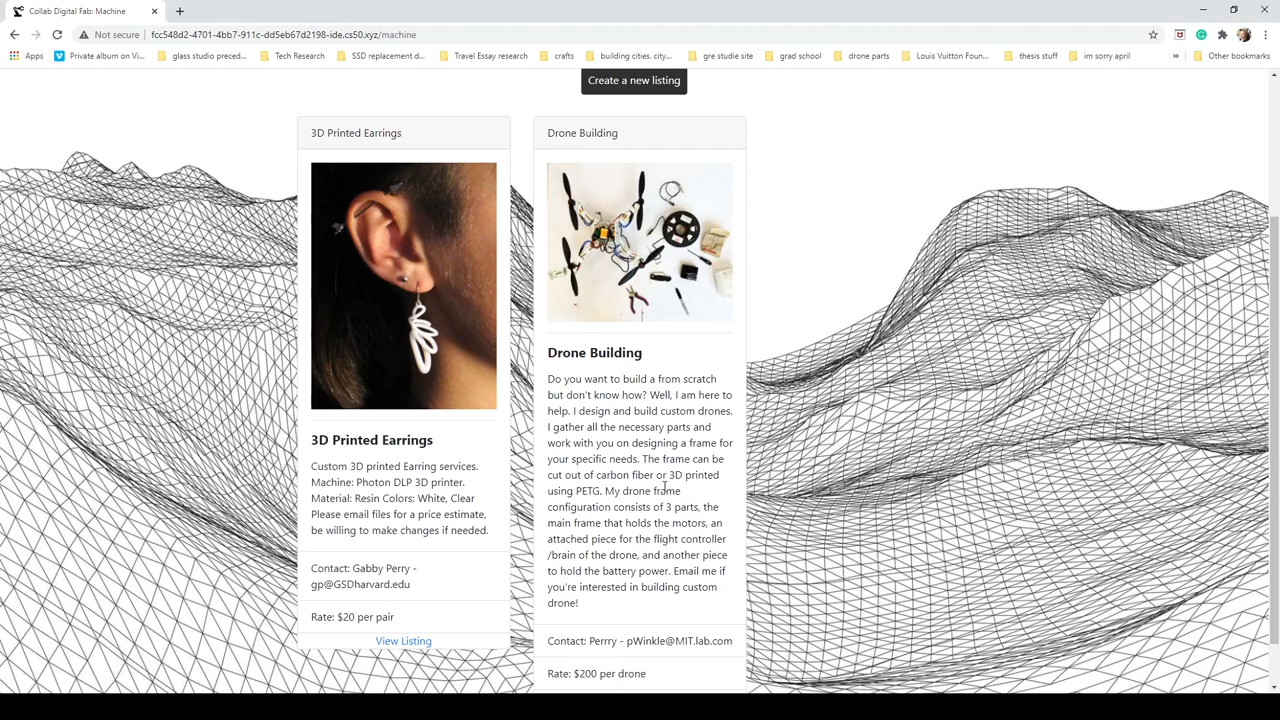 Collab Digital Fab: Machine
Not secure
fcc548d2-4701-4bb7-911c-dd5eb67d2198-ide.cs50.xyz/machine
Apps
Private album on Vi...
glass studio preced...
Tech Research
SSD replacement d...
Travel Essay research
crafts
building cities. city...
gre studie site
grad school
drone parts
Louis Vuitton Foun...
thesis stuff
im sorry april
»
Other bookmarks
Create a new listing
3D Printed Earrings
3D Printed Earrings
Custom 3D printed Earring services.
Machine: Photon DLP 3D printer.
Material: Resin Colors: White, Clear
Please email files for a price estimate,
be willing to make changes if needed.
Contact: Gabby Perry -
gp@GSDharvard.edu
Rate: $20 per pair
View Listing
Drone Building
Drone Building
Do you want to build a from scratch
but don't know how? Well, I am here to
help. I design and build custom drones.
I gather all the necessary parts and
work with you on designing a frame for
your specific needs. The frame can be
cut out of carbon fiber or 3D printed
using PETG. My drone frame
configuration consists of 3 parts, the
main frame that holds the motors, an
attached piece for the flight controller
/brain of the drone, and another piece
to hold the battery power. Email me if
you're interested in building custom
drone!
Contact: Perrry - pWinkle@MIT.lab.com
Rate: $200 per drone